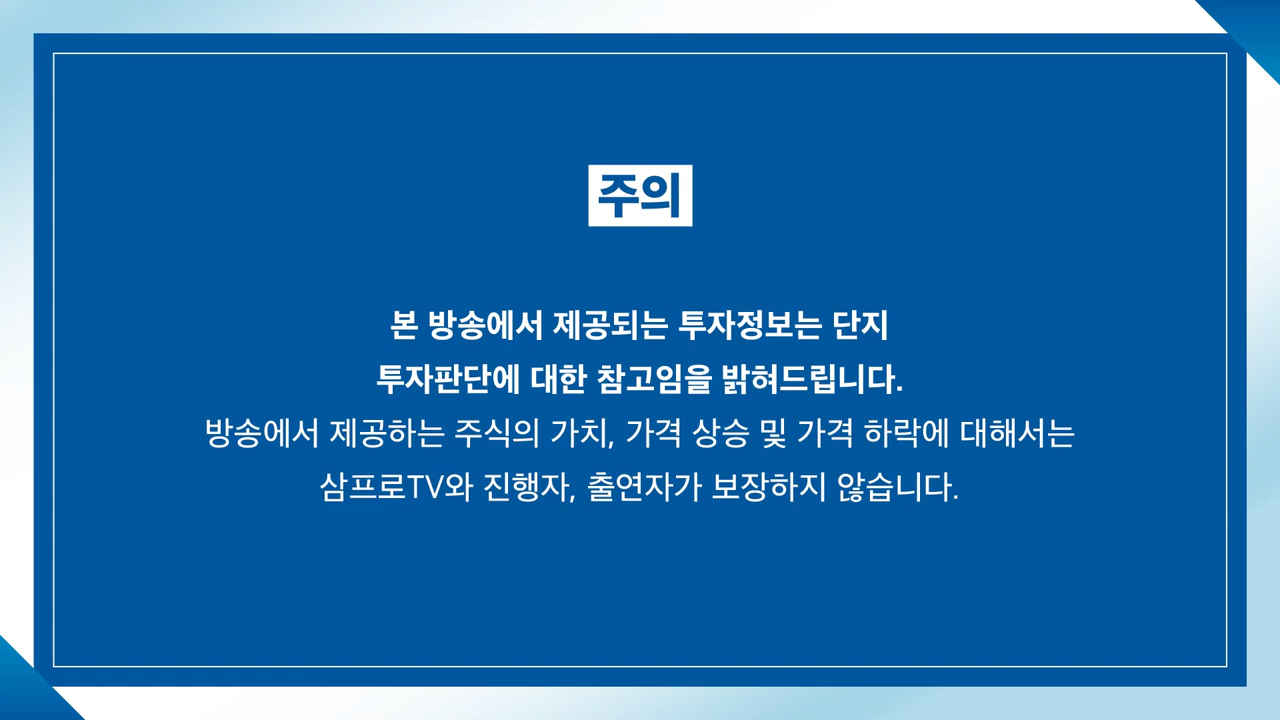 주의
본 방송에서 제공되는 투자정보는 단지
투자판단에 대한 참고임을 밝혀드립니다.
방송에서 제공하는 주식의 가치, 가격 상승 및 가격 하락에 대해서는
삼프로TV와 진행자, 출연자가 보장하지 않습니다.